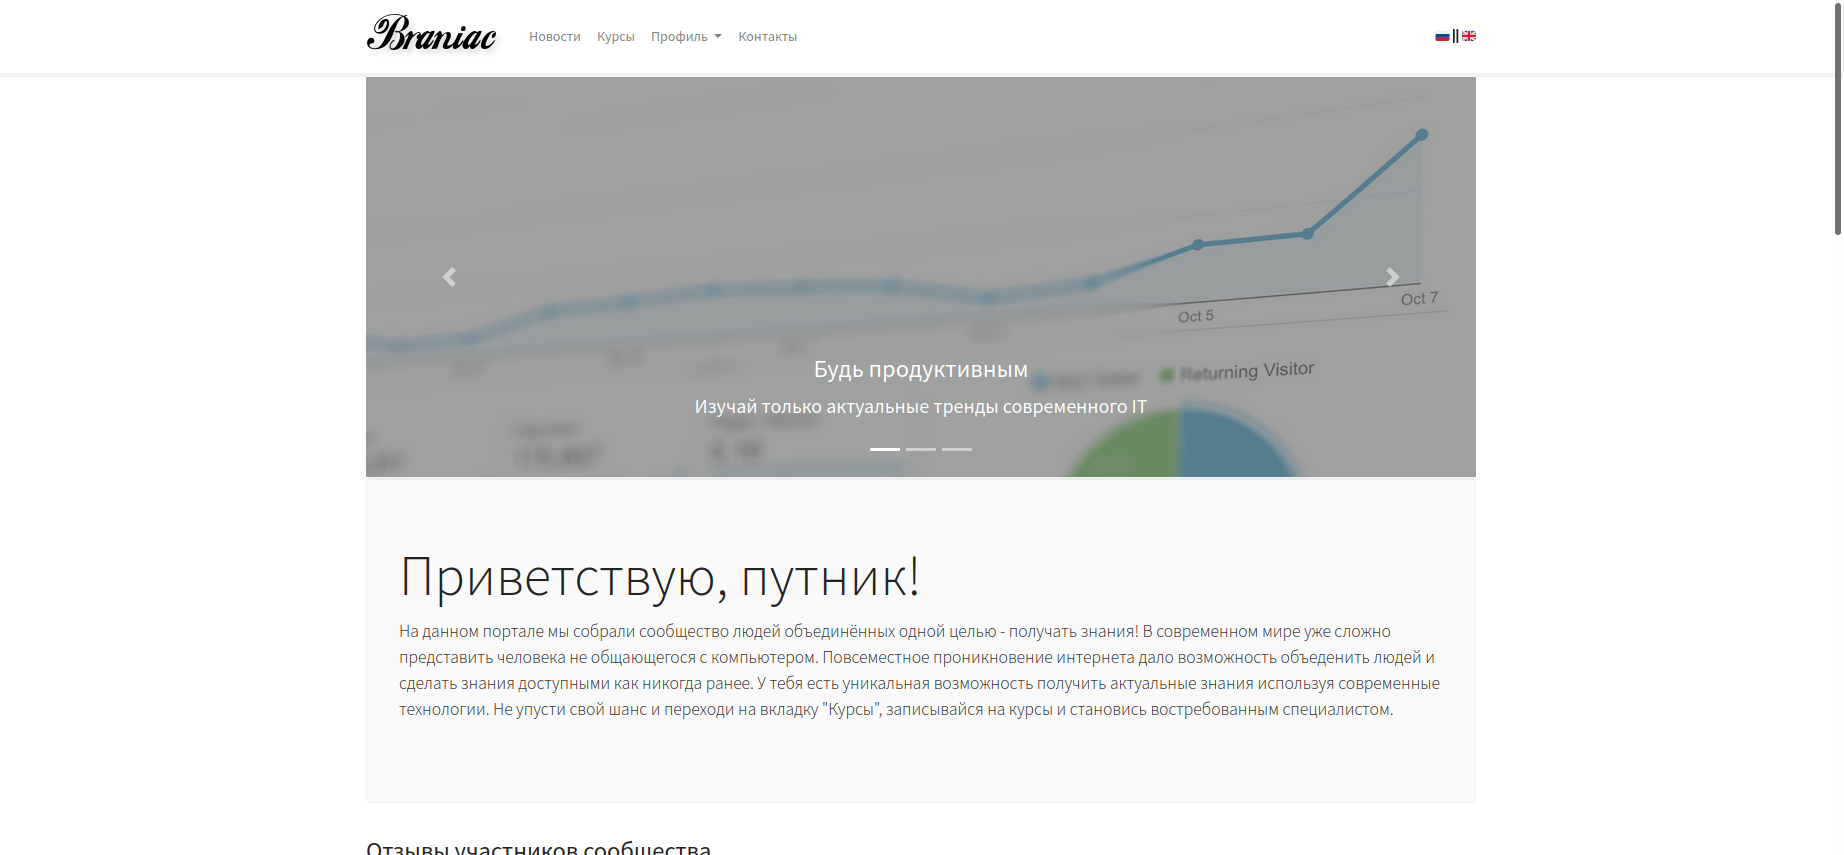 Braniac
Новости
Курсы
Профиль
Контакты
Oct 5
Oct 7
Returning Visitor
Будь продуктивным
Изучай только актуальные тренды современного IT
Приветствую, путник!
На данном портале мы собрали сообщество людей объединённых одной целью - получать знания! В современном мире уже сложно
представить человека не общающегося с компьютером. Повсеместное проникновение интернета дало возможность объеденить людей и
сделать знания доступными как никогда ранее. У тебя есть уникальная возможность получить актуальные знания используя современные
технологии. Не упусти свой шанс и переходи на вкладку "Курсы", записывайся на курсы и становись востребованным специалистом.
Отзывы участников сообщества